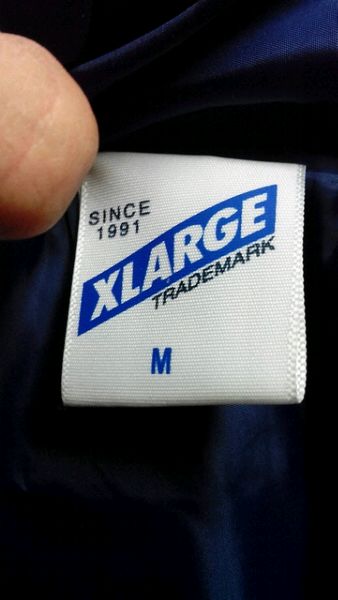 SINCE
1991
XLARGE
TRADEMARK
M